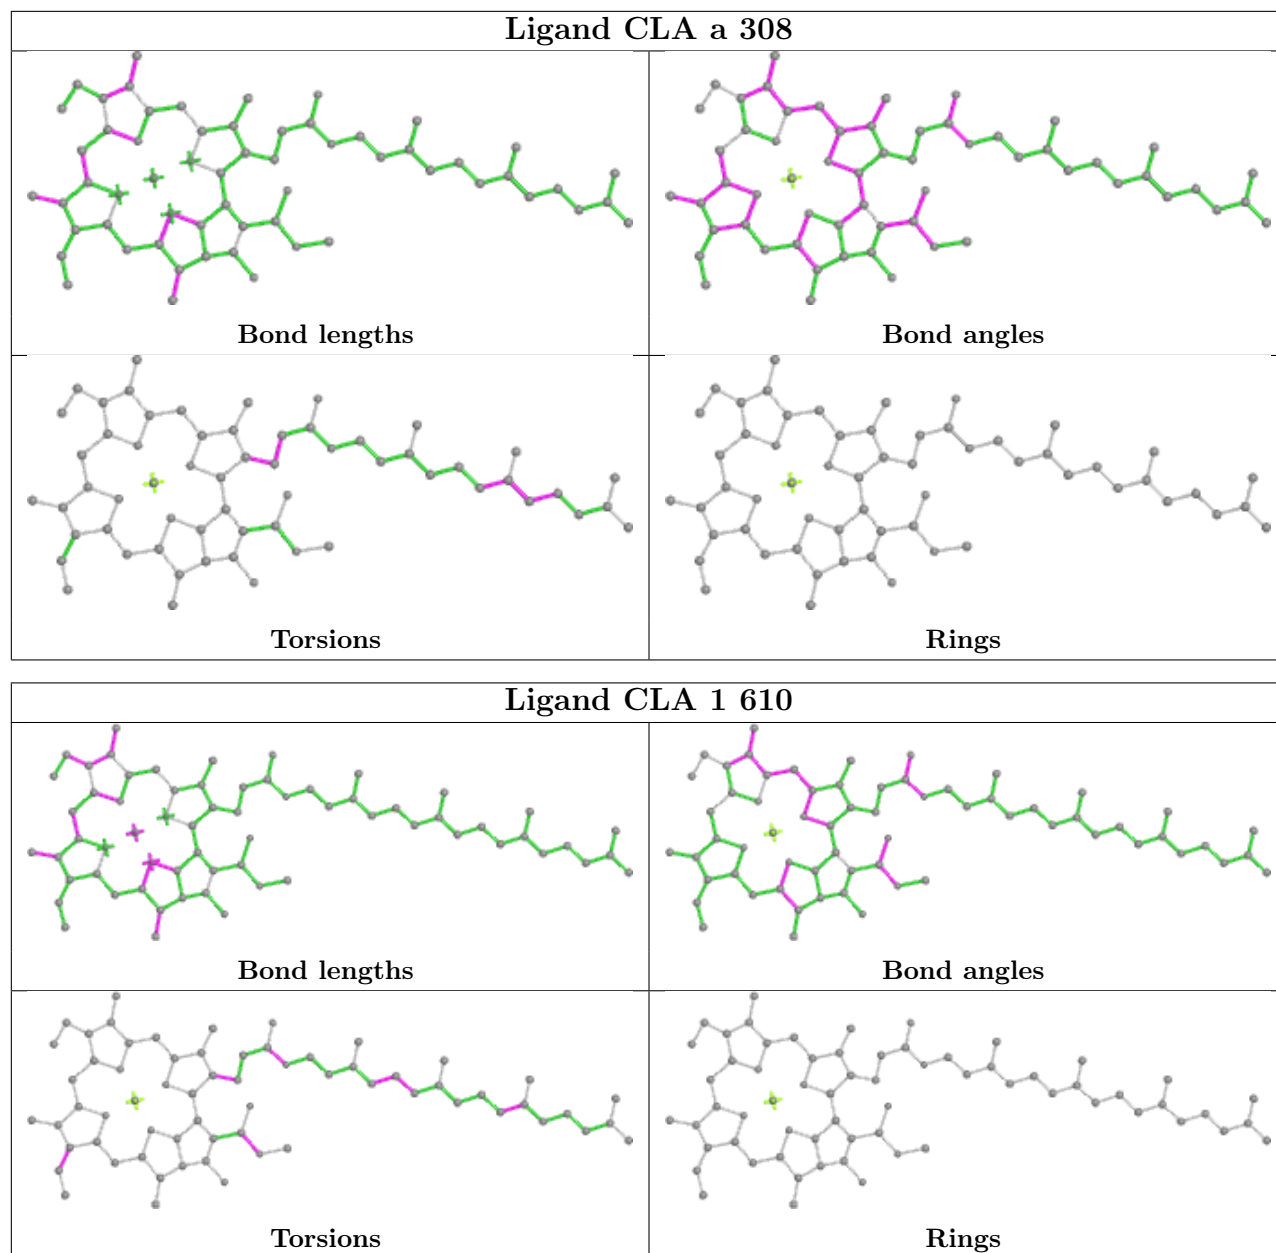 Ligand CLA a 308
Bond lengths
Bond angles
Torsions
Rings
Ligand CLA 1 610
Bond lengths
Bond angles
Torsions
Rings